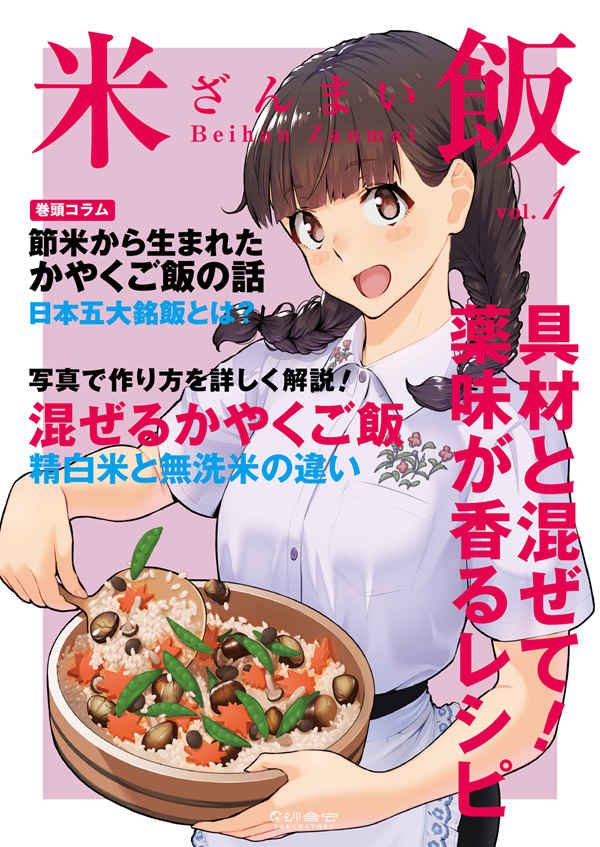 米飯
ざんまい
Beihan Zanmai
vol.1
巻頭コラム
節米から生まれた
かやくご飯の話
日本五大銘飯とは?
写真で作り方を詳しく解説!
混ぜるかやくご飯
精白米と無洗米の違い
具材と混ぜて!
薬味が香るレシピ